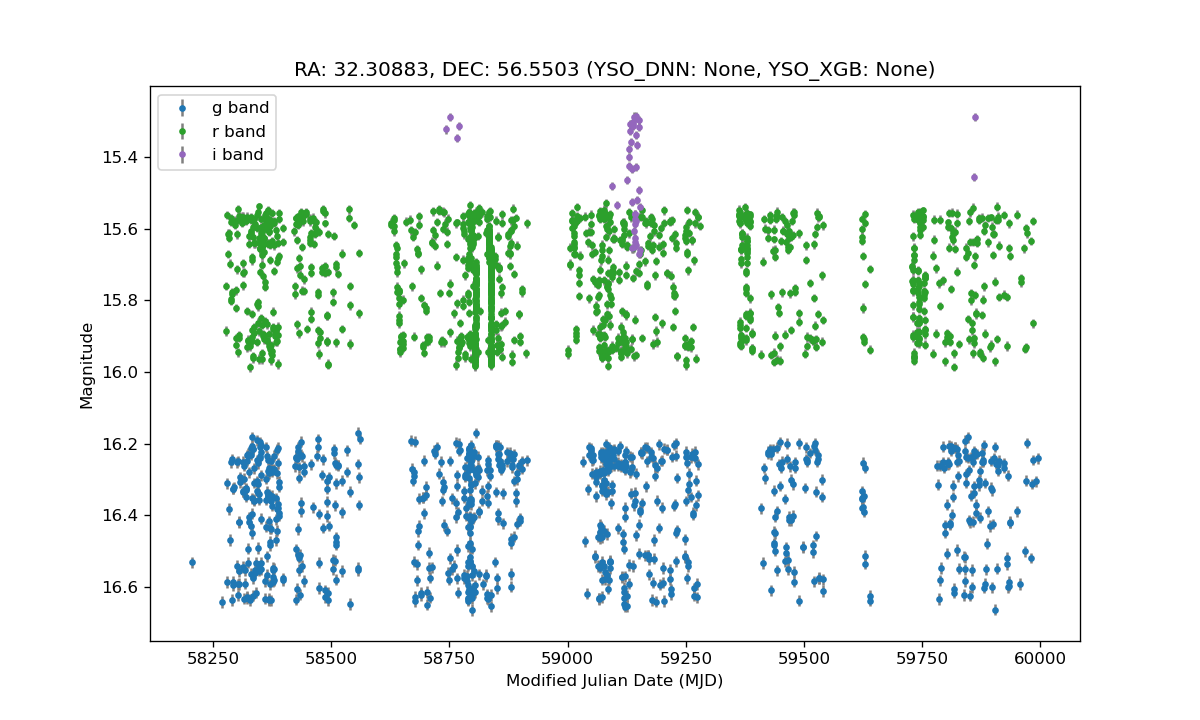 RA: 32.30883, DEC: 56.5503 (YSO_DNN: None, YSO_XGB: None)
g band
r band
i band
15.4
15.6
15.8
16.0
16.2
16.4
16.6
Magnitude
58250 58500 58750 59000 59250 59500 59750 60000
Modified Julian Date (MJD)